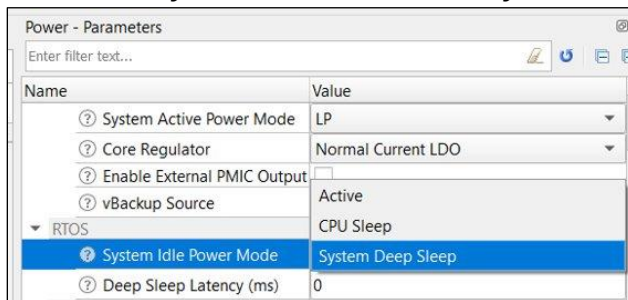 Power - Parameters
Enter filter text...
Name Value
System Active Power Mode LP
Core Regulator Normal Current LDO
Enable External PMIC Output
vBackup Source Active
RTOS CPU Sleep
System Idle Power Mode System Deep Sleep
Deep Sleep Latency (ms) 0